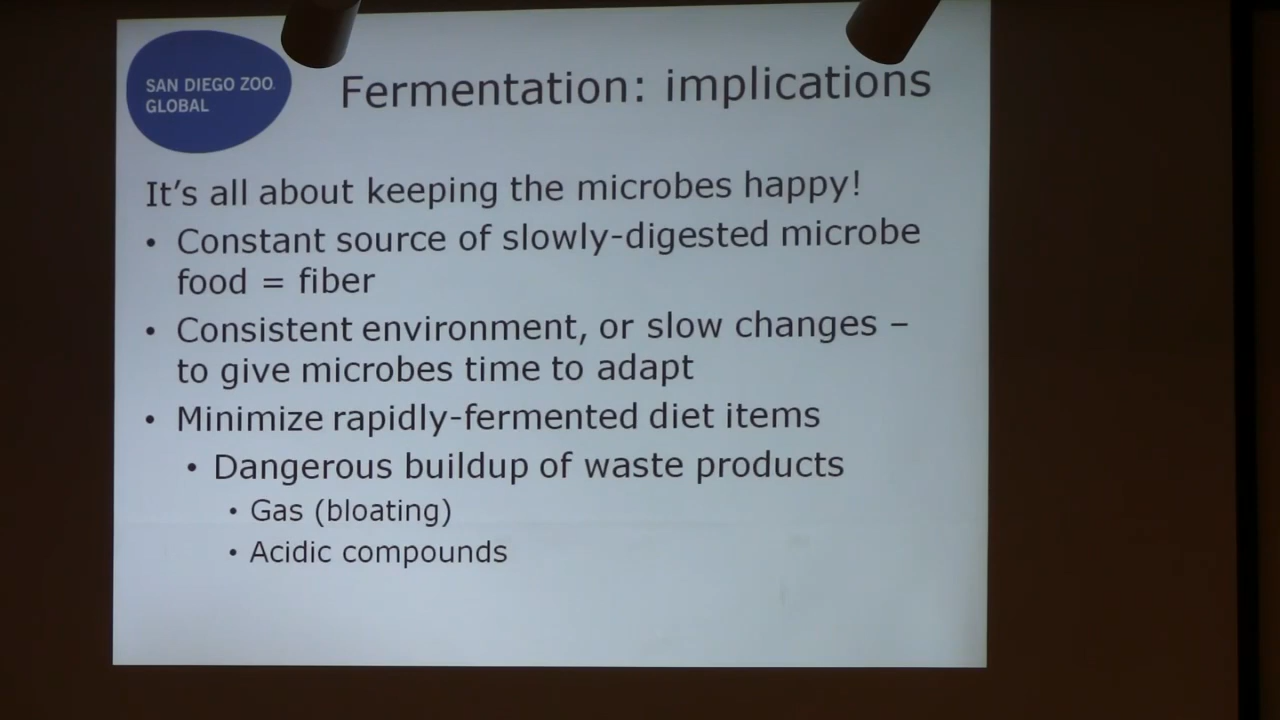 SAN DIEGO ZOO.
GLOBAL
Fermentation: implications
It's all about keeping the microbes happy!
• Constant source of slowly-digested microbe
food = fiber
• Consistent environment, or slow changes –
to give microbes time to adapt
• Minimize rapidly-fermented diet items
• Dangerous buildup of waste products
• Gas (bloating)
• Acidic compounds